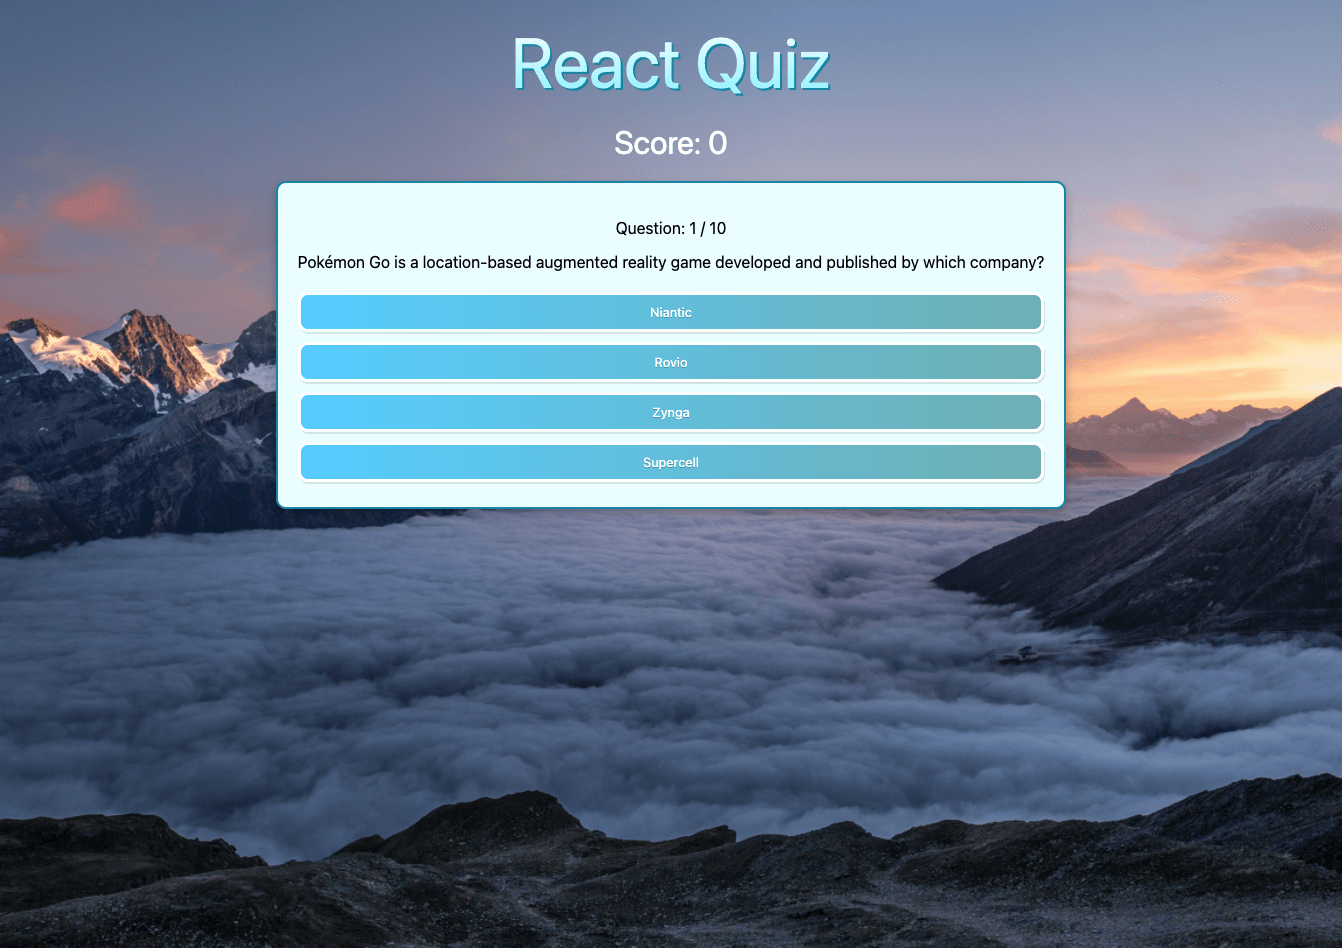 React Quiz
Score: 0
Question: 1 / 10
Pokémon Go is a location-based augmented reality game developed and published by which company?
Niantic
Rovio
Zynga
Supercell